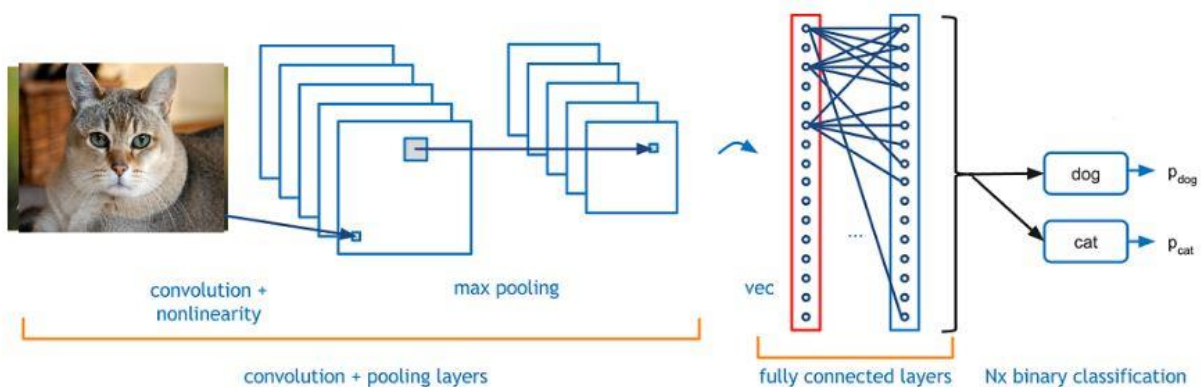 convolution +
nonlinearity
max pooling
vec
....
dog
p_dog
cat
p_cat
convolution + pooling layers
fully connected layers
Nx binary classification